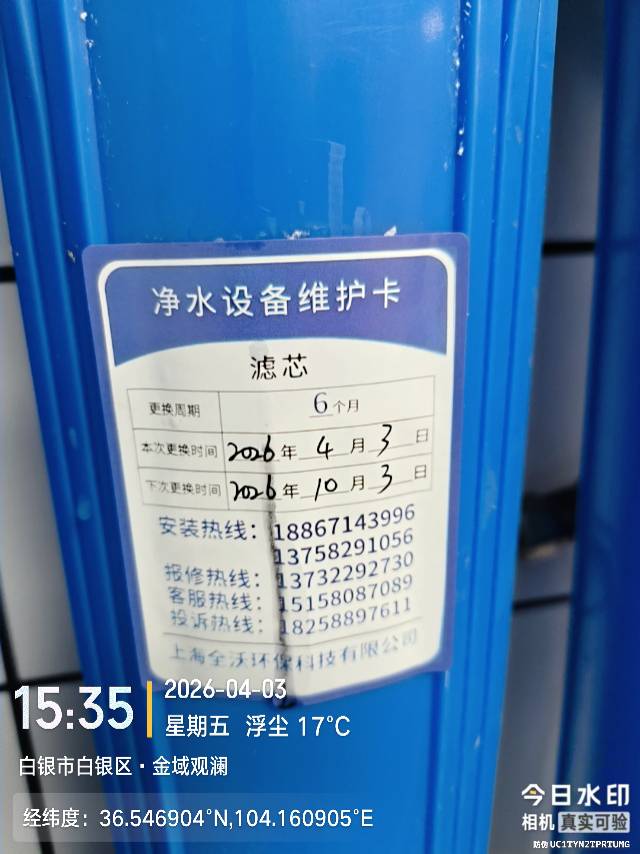 净水设备维护卡
滤芯
更换周期 6个月
本次更换时间 2026年 4 月 3 日
下次更换时间 2026年 10 月 3 日
安装热线：18867143996
13758291056
报修热线：13732292730
客服热线：15158087089
投诉热线：18258897611
上海全沃环保科技有限公司
15:35
2026-04-03
星期五 浮尘 17°C
白银市白银区·金域观澜
经纬度：36.546904°N,104.160905°E
今日水印
相机 真实可验
防伪 UC1TYN2TPRTUMG